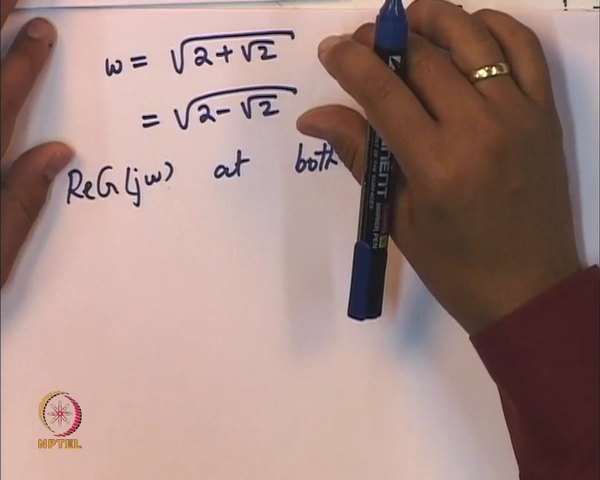 ω = √2+√2
= √2-√2
ReG(jω) at both
NPTEL